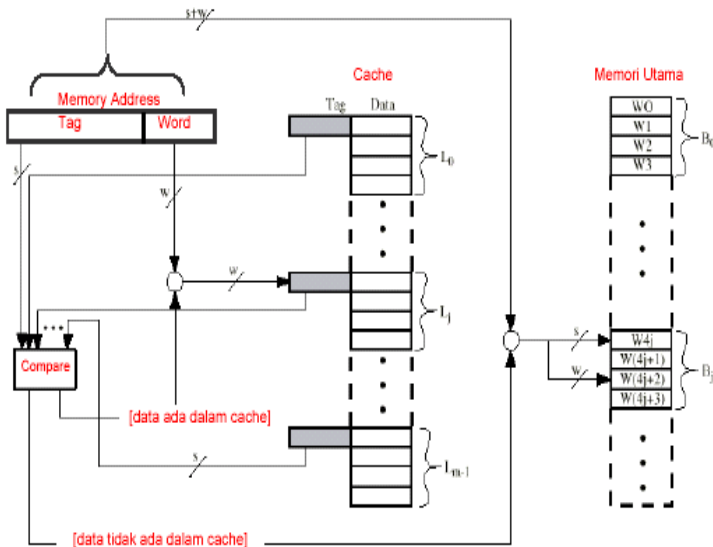 s+w
Cache
Memori Utama
Memory Address
Tag Word
Tag Data
W0
W1
W2
W3
B0
L0
s
w
w
Lj
s
w
W4j
W(4j+1)
W(4j+2)
W(4j+3)
Bj
Compare
[data ada dalam cache]
s
Lm-1
[data tidak ada dalam cache]